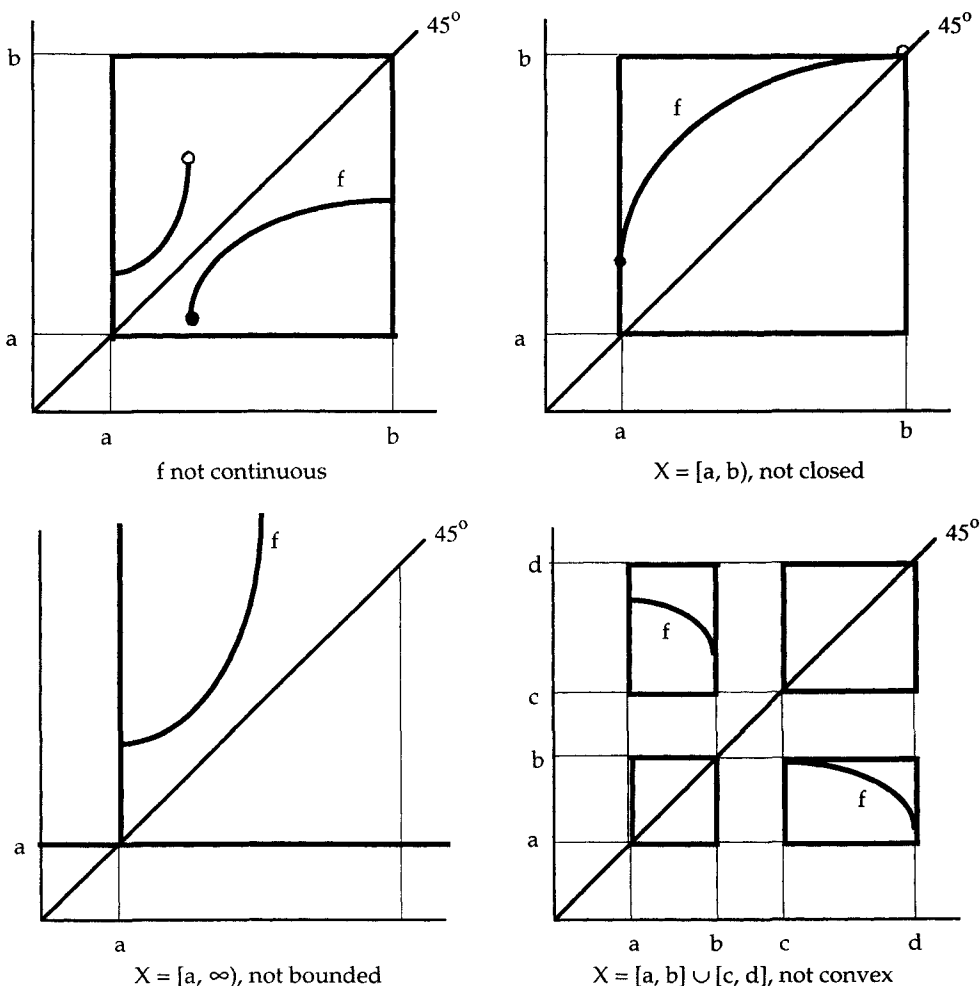 45°
b
f
a
a
b
f not continuous
45°
b
f
a
a
b
X = [a, b), not closed
45°
f
a
a
X = [a, ∞), not bounded
45°
d
f
c
b
f
a
a
b
c
d
X = [a, b] ∪ [c, d], not convex